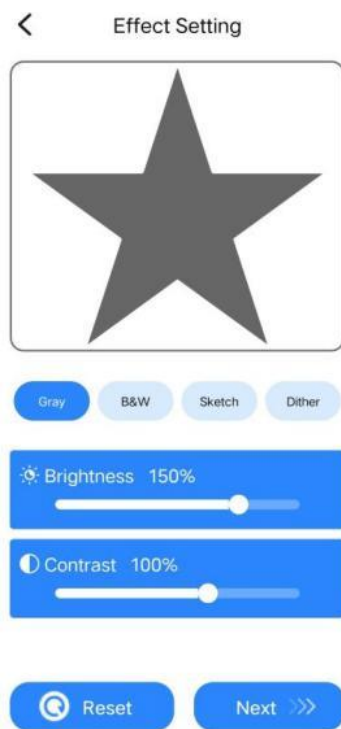 Effect Setting
Gray B&W Sketch Dither
Brightness 150%
Contrast 100%
Reset Next